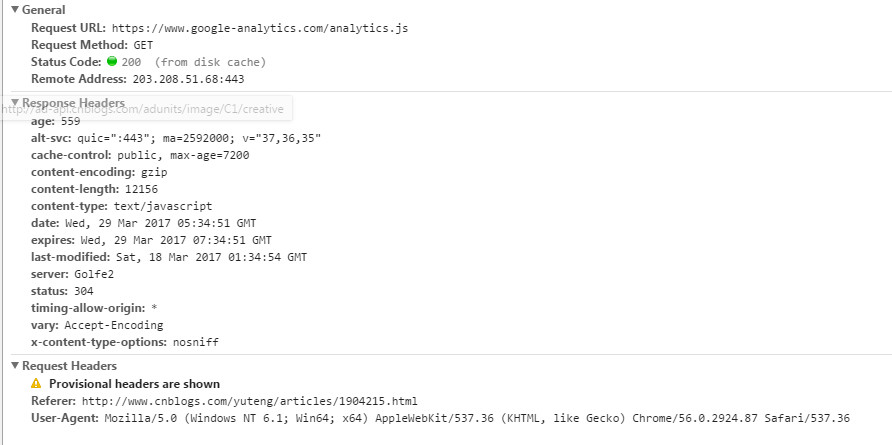 General
Request URL: https://www.google-analytics.com/analytics.js
Request Method: GET
Status Code: 200 (from disk cache)
Remote Address: 203.208.51.68:443
Response Headers
http://ad-api.cnblogs.com/adunits/image/C1/creative
age: 559
alt-svc: quic=":443"; ma=2592000; v="37,36,35"
cache-control: public, max-age=7200
content-encoding: gzip
content-length: 12156
content-type: text/javascript
date: Wed, 29 Mar 2017 05:34:51 GMT
expires: Wed, 29 Mar 2017 07:34:51 GMT
last-modified: Sat, 18 Mar 2017 01:34:54 GMT
server: Golfe2
status: 304
timing-allow-origin: *
vary: Accept-Encoding
x-content-type-options: nosniff
Request Headers
Provisional headers are shown
Referer: http://www.cnblogs.com/yuteng/articles/1904215.html
User-Agent: Mozilla/5.0 (Windows NT 6.1; Win64; x64) AppleWebKit/537.36 (KHTML, like Gecko) Chrome/56.0.2924.87 Safari/537.36